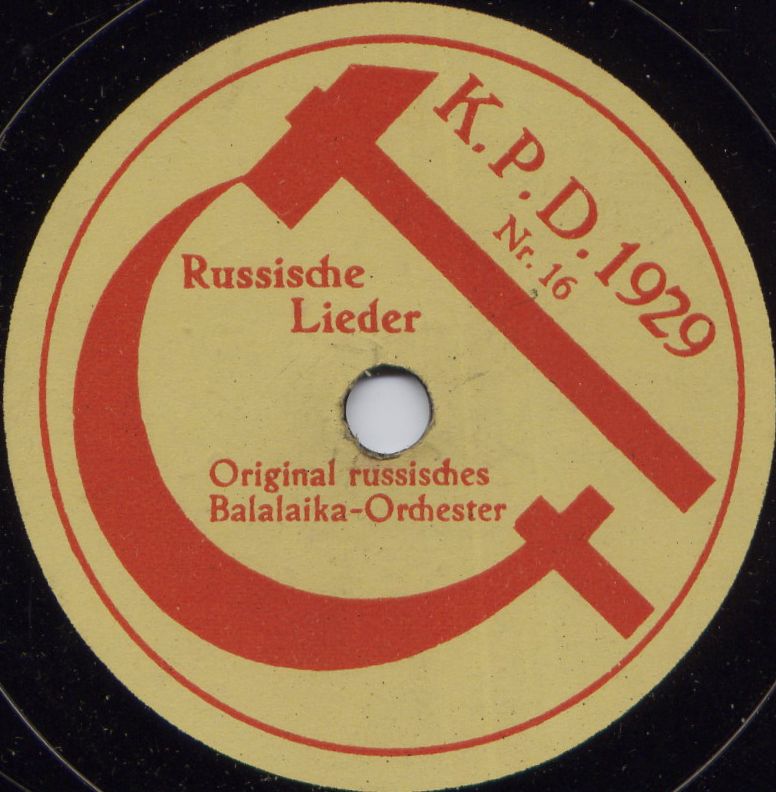 K.P.D. 1929
Nr. 16
Russische
Lieder
Original russisches
Balalaika-Orchester